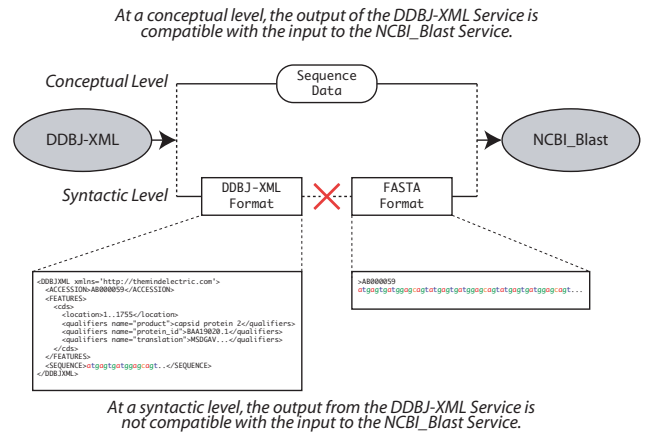 At a conceptual level, the output of the DDBJ-XML Service is
compatible with the input to the NCBI_Blast Service.
Conceptual Level
Sequence
Data
DDBJ-XML
NCBI_Blast
Syntactic Level
DDBJ-XML
Format
FASTA
Format
<DDBJXML xmlns='http://themindelectric.com'>
<ACCESSION>AB000059</ACCESSION>
<FEATURES>
<cds>
<location>1..1755</location>
<qualifiers name="product">capsid protein 2</qualifiers>
<qualifiers name="protein_id">BAA19020.1</qualifiers>
<qualifiers name="translation">MSDGAV...</qualifiers>
</cds>
</FEATURES>
<SEQUENCE>atgagtgatggagcagt..</SEQUENCE>
</DDBJXML>
>AB000059
atgagtgatggagcagtatgagtgatggagcagtatgagtgatggagcagt...
At a syntactic level, the output from the DDBJ-XML Service is
not compatible with the input to the NCBI_Blast Service.